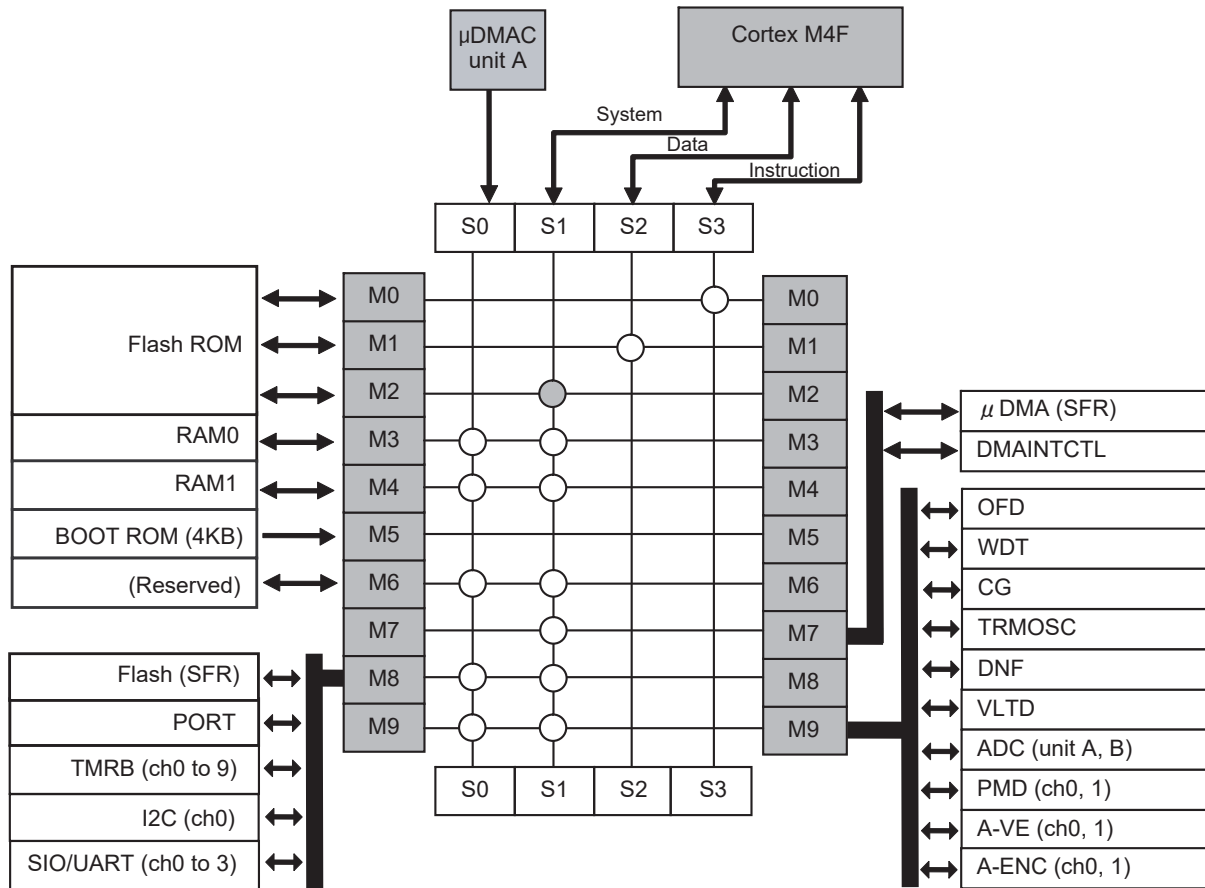 µDMAC
unit A
Cortex M4F
System
Data
Instruction
S0
S1
S2
S3
Flash ROM
RAM0
RAM1
BOOT ROM (4KB)
(Reserved)
M0
M1
M2
M3
M4
M5
M6
M7
M8
M9
M0
M1
M2
M3
M4
M5
M6
M7
M8
M9
μ DMA (SFR)
DMAINTCTL
OFD
WDT
CG
TRMOSC
DNF
VLTD
ADC (unit A, B)
PMD (ch0, 1)
A-VE (ch0, 1)
A-ENC (ch0, 1)
Flash (SFR)
PORT
TMRB (ch0 to 9)
I2C (ch0)
SIO/UART (ch0 to 3)
S0
S1
S2
S3